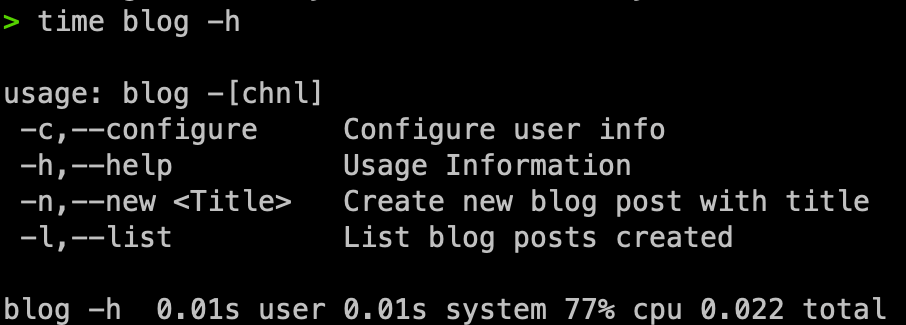 > time blog -h
usage: blog -[chnl]
-c,--configure     Configure user info
-h,--help          Usage Information
-n,--new <Title>   Create new blog post with title
-l,--list          List blog posts created
blog -h  0.01s user 0.01s system 77% cpu 0.022 total